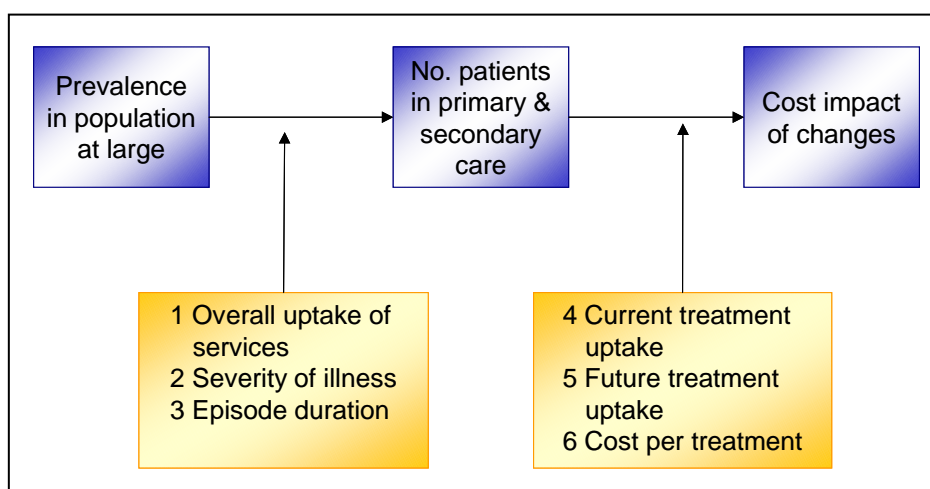 Prevalence
in population
at large
No. patients
in primary &
secondary
care
Cost impact
of changes
1 Overall uptake of
services
2 Severity of illness
3 Episode duration
4 Current treatment
uptake
5 Future treatment
uptake
6 Cost per treatment